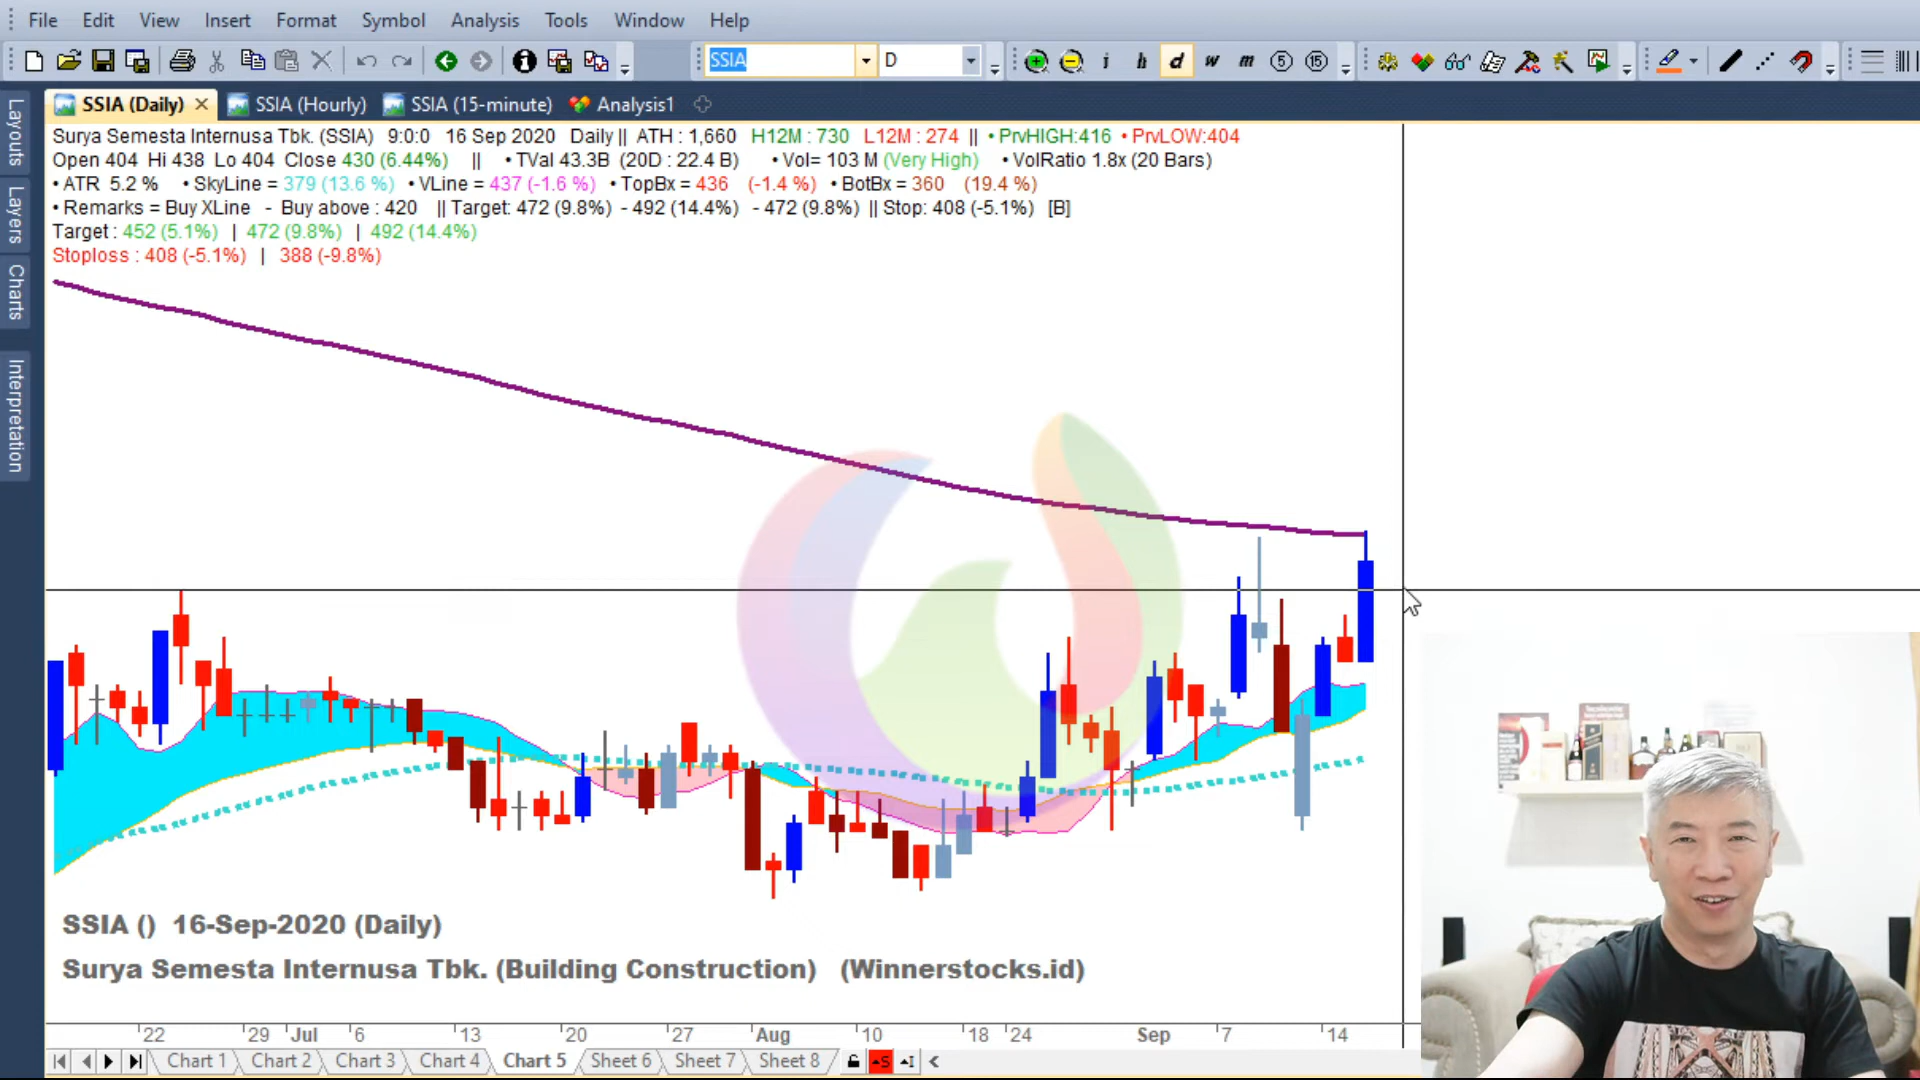 File Edit View Insert Format Symbol Analysis Tools Window Help
SSIA D i h d w m 5 15
SSIA (Daily) SSIA (Hourly) SSIA (15-minute) Analysis1
Layouts
Layers
Charts
Interpretation
Surya Semesta Internusa Tbk. (SSIA) 9:0:0 16 Sep 2020 Daily || ATH : 1,660 H12M : 730 L12M : 274 || • PrvHIGH:416 • PrvLOW:404
Open 404 Hi 438 Lo 404 Close 430 (6.44%) || • TVal 43.3B (20D : 22.4 B) • Vol= 103 M (Very High) • VolRatio 1.8x (20 Bars)
• ATR 5.2 % • SkyLine = 379 (13.6 %) • VLine = 437 (-1.6 %) • TopBx = 436 (-1.4 %) • BotBx = 360 (19.4 %)
• Remarks = Buy XLine - Buy above : 420 || Target: 472 (9.8%) - 492 (14.4%) - 472 (9.8%) || Stop: 408 (-5.1%) [B]
Target : 452 (5.1%) | 472 (9.8%) | 492 (14.4%)
Stoploss : 408 (-5.1%) | 388 (-9.8%)
SSIA () 16-Sep-2020 (Daily)
Surya Semesta Internusa Tbk. (Building Construction) (Winnerstocks.id)
22 29 Jul 6 13 20 27 Aug 10 18 24 Sep 7 14
Chart 1 Chart 2 Chart 3 Chart 4 Chart 5 Sheet 6 Sheet 7 Sheet 8 S I